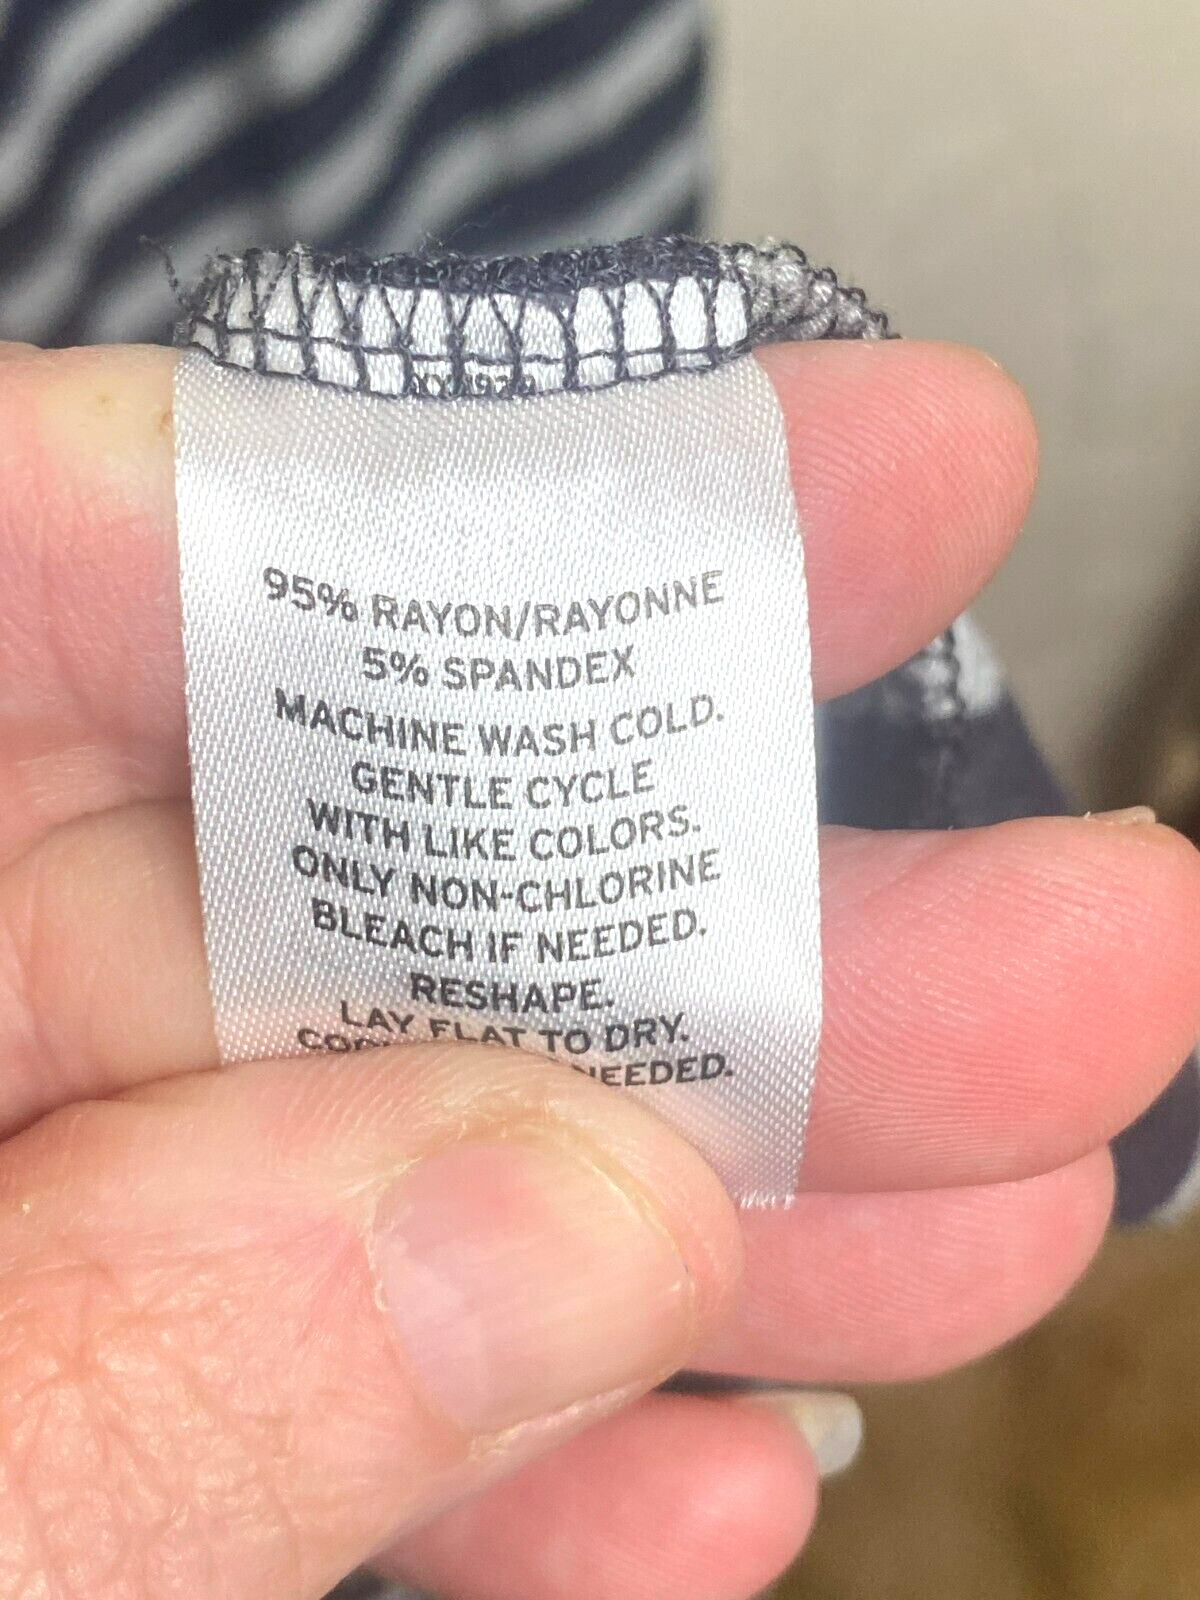 95% RAYON/RAYONNE
5% SPANDEX
MACHINE WASH COLD.
GENTLE CYCLE
WITH LIKE COLORS.
ONLY NON-CHLORINE
BLEACH IF NEEDED.
RESHAPE.
LAY FLAT TO DRY.
NEEDED.